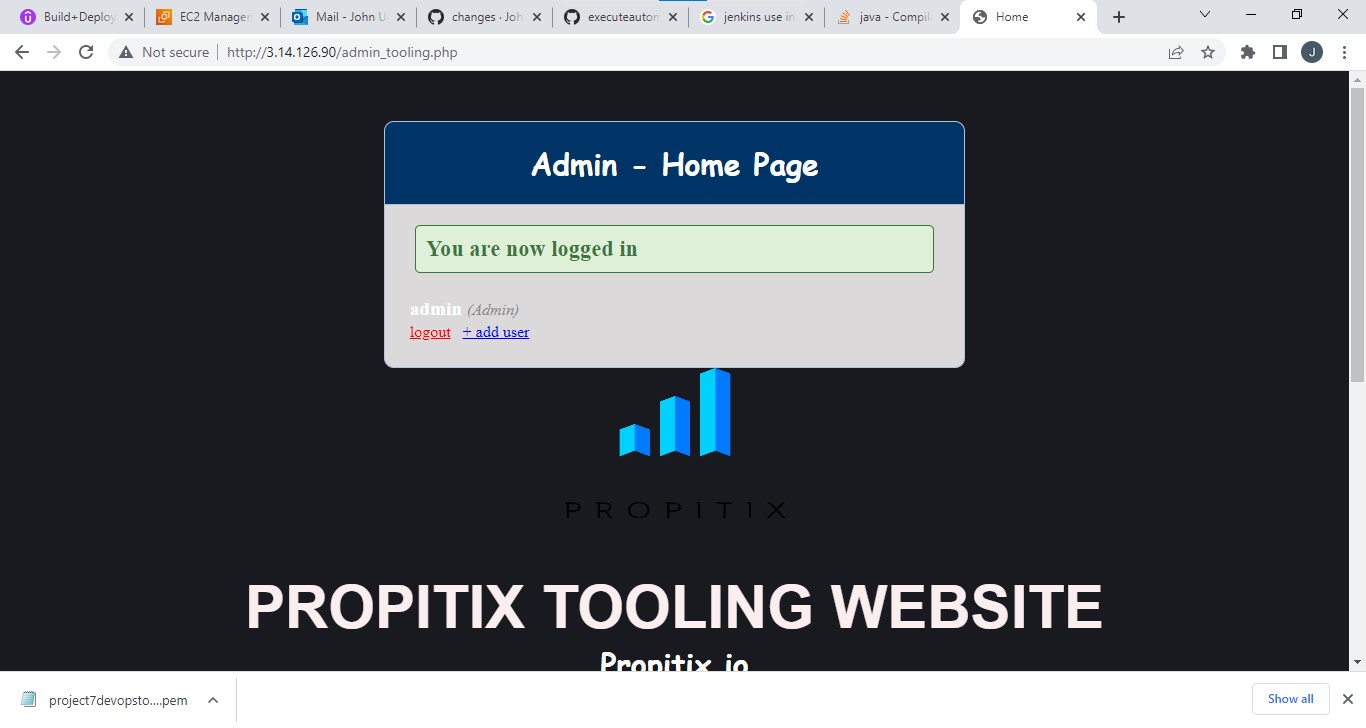 Build+Deploy
EC2 Manager
Mail - John U
changes · Joh
executeautom
jenkins use in
java - Compil
Home
Not secure
http://3.14.126.90/admin_tooling.php
J
Admin - Home Page
You are now logged in
admin (Admin)
logout + add user
PROPITIX
PROPITIX TOOLING WEBSITE
Propitix.io
project7devopsto....pem
Show all